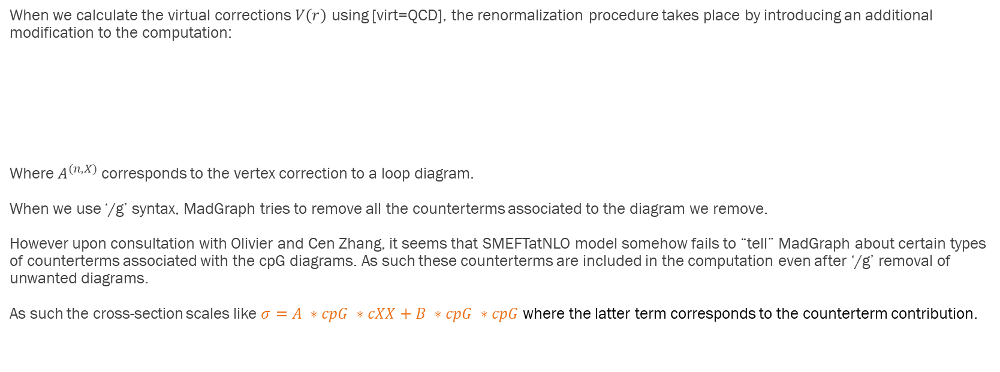 When we calculate the virtual corrections V(r) using [virt=QCD], the renormalization procedure takes place by introducing an additional
modification to the computation:
Where A^(n,X) corresponds to the vertex correction to a loop diagram.
When we use ‘/g’ syntax, MadGraph tries to remove all the counterterms associated to the diagram we remove.
However upon consultation with Olivier and Cen Zhang, it seems that SMEFTatNLO model somehow fails to “tell” MadGraph about certain types
of counterterms associated with the cpG diagrams. As such these counterterms are included in the computation even after ‘/g’ removal of
unwanted diagrams.
As such the cross-section scales like σ = A * cpG * cXX + B * cpG * cpG where the latter term corresponds to the counterterm contribution.